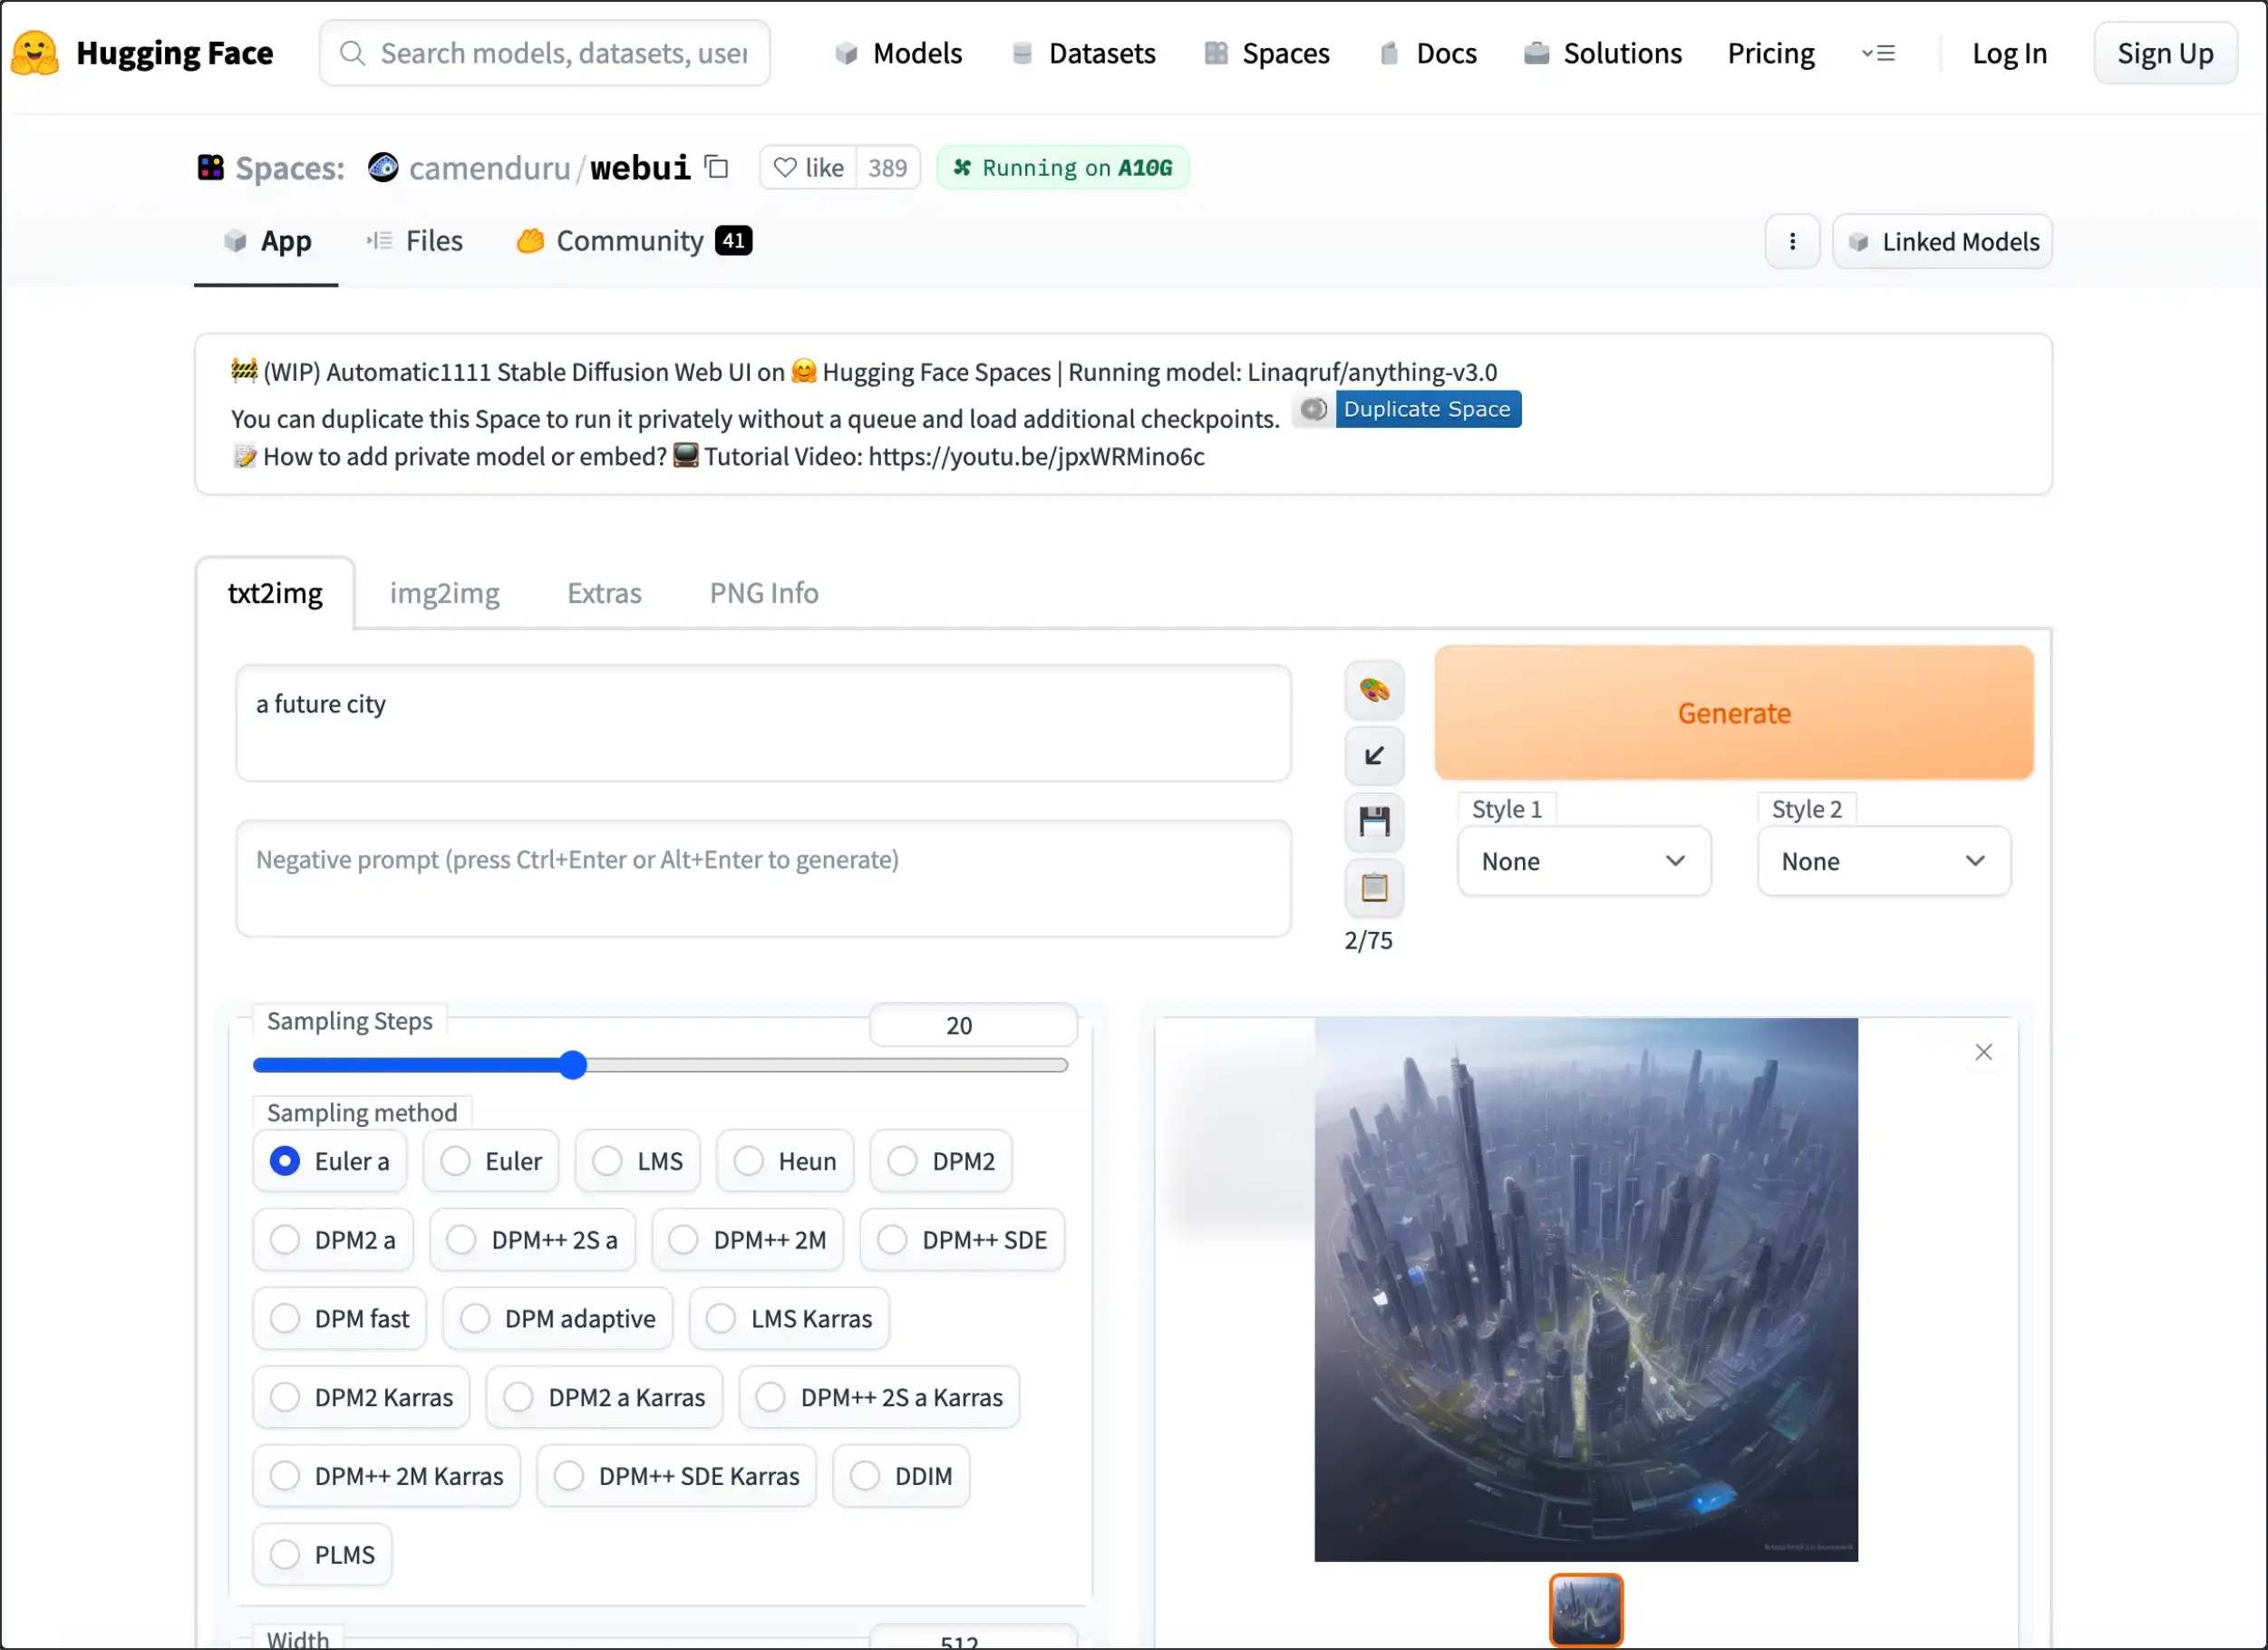 Hugging Face
Search models, datasets, user
Models
Datasets
Spaces
Docs
Solutions
Pricing
Log In
Sign Up
Spaces:
camenduru/webui
like
389
Running on A10G
App
Files
Community 41
Linked Models
(WIP) Automatic1111 Stable Diffusion Web UI on Hugging Face Spaces | Running model: Linaqruf/anything-v3.0
You can duplicate this Space to run it privately without a queue and load additional checkpoints. Duplicate Space
How to add private model or embed? Tutorial Video: https://youtu.be/jpxWRMino6c
txt2img
img2img
Extras
PNG Info
a future city
Generate
Style 1
Style 2
None
None
Negative prompt (press Ctrl+Enter or Alt+Enter to generate)
2/75
Sampling Steps
20
Sampling method
Euler a
Euler
LMS
Heun
DPM2
DPM2 a
DPM++ 2S a
DPM++ 2M
DPM++ SDE
DPM fast
DPM adaptive
LMS Karras
DPM2 Karras
DPM2 a Karras
DPM++ 2S a Karras
DPM++ 2M Karras
DPM++ SDE Karras
DDIM
PLMS
Width
512